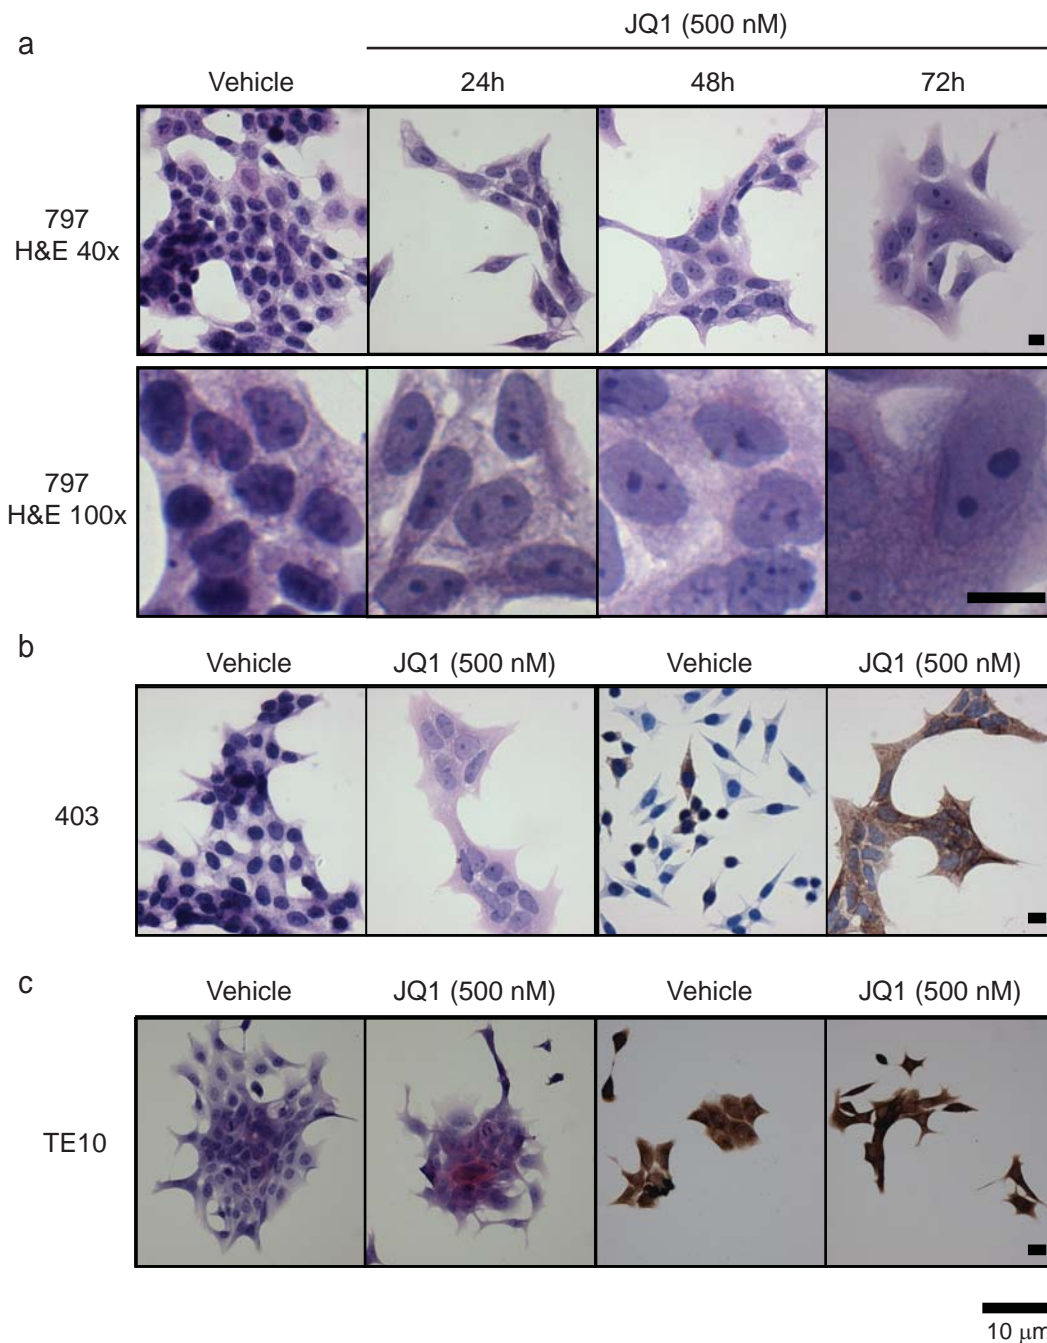 a
JQ1 (500 nM)
Vehicle 24h 48h 72h
797
H&E 40x
797
H&E 100x
b
Vehicle JQ1 (500 nM) Vehicle JQ1 (500 nM)
403
c
Vehicle JQ1 (500 nM) Vehicle JQ1 (500 nM)
TE10
10 μm